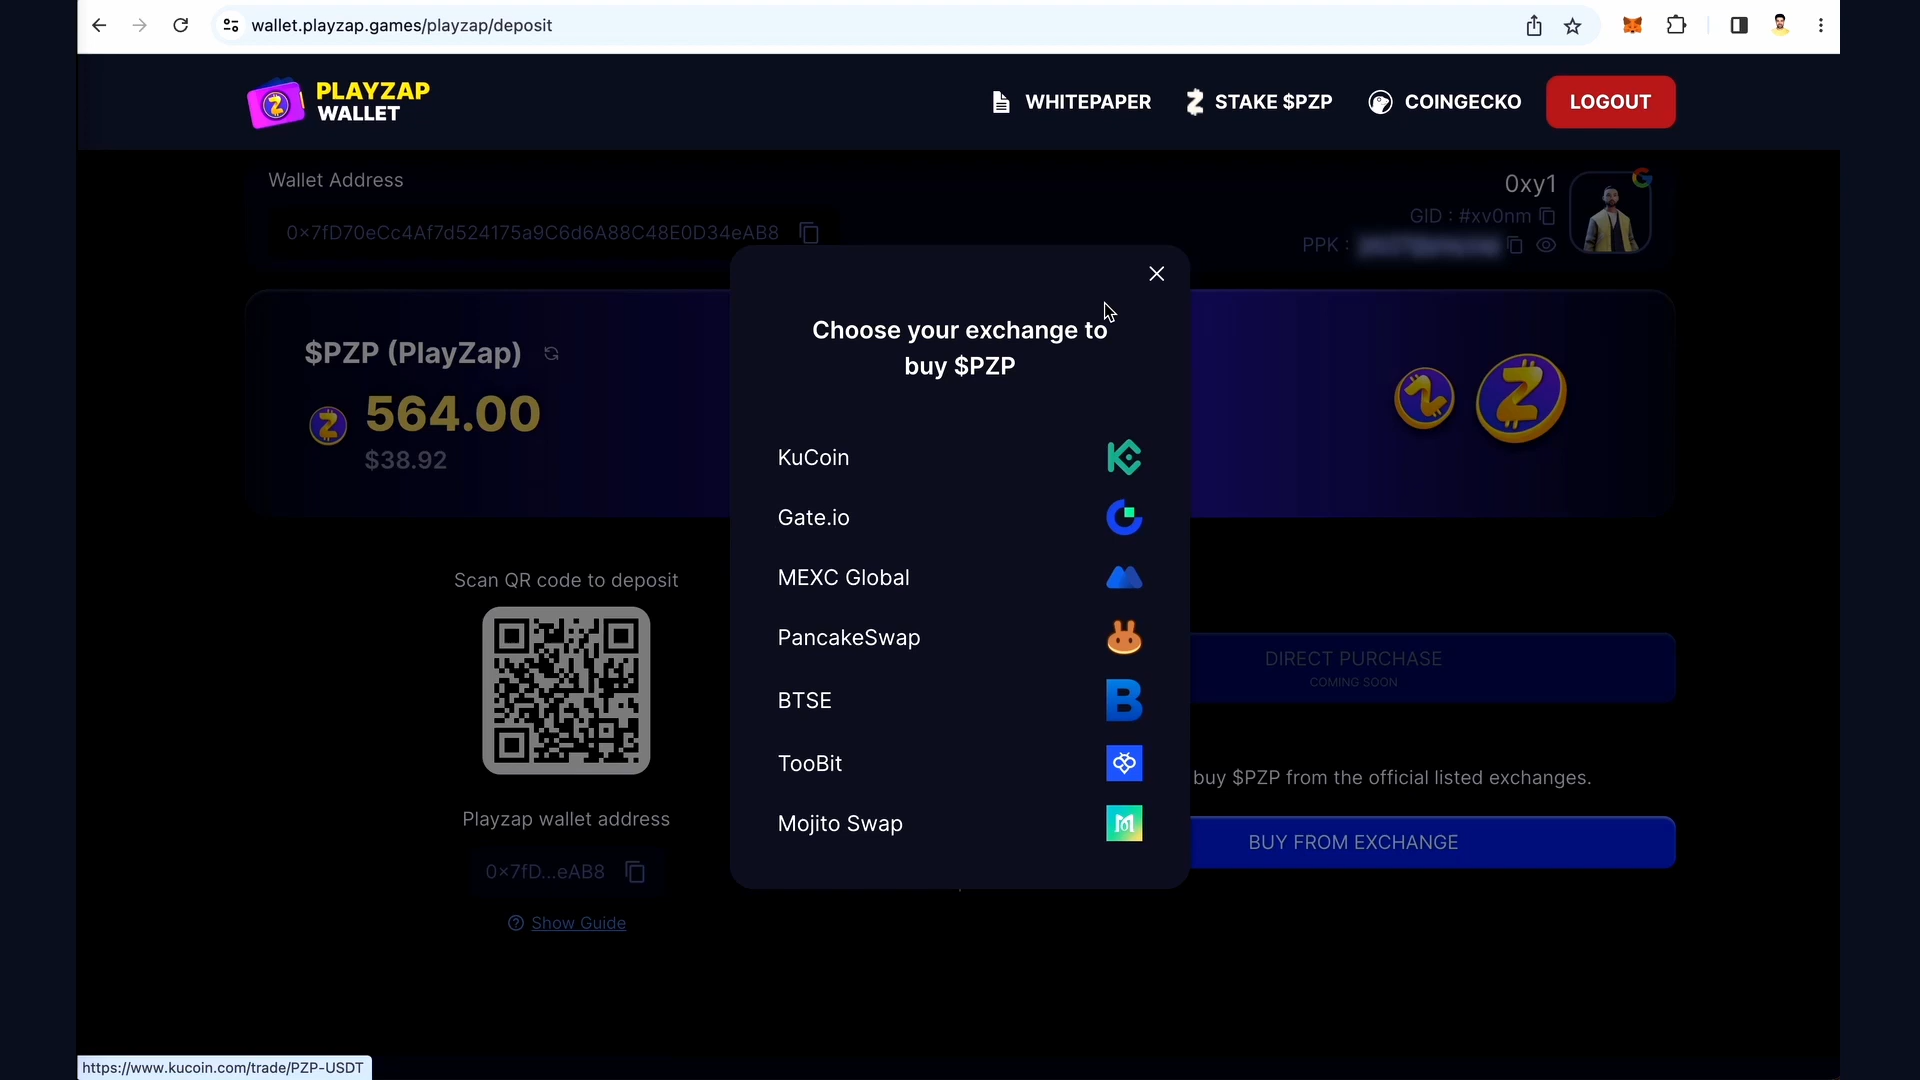 wallet.playzap.games/playzap/deposit
PLAYZAP
WALLET
WHITEPAPER
STAKE $PZP
COINGECKO
LOGOUT
Wallet Address
0x7fD70eCc4Af7d524175a9C6d6A88C48E0D34eAB8
0xy1
GID : #xv0nm
PPK :
Choose your exchange to
buy $PZP
$PZP (PlayZap)
564.00
$38.92
KuCoin
Gate.io
MEXC Global
PancakeSwap
BTSE
TooBit
Mojito Swap
Scan QR code to deposit
Playzap wallet address
0x7fD...eAB8
Show Guide
DIRECT PURCHASE
COMING SOON
buy $PZP from the official listed exchanges.
BUY FROM EXCHANGE
https://www.kucoin.com/trade/PZP-USDT